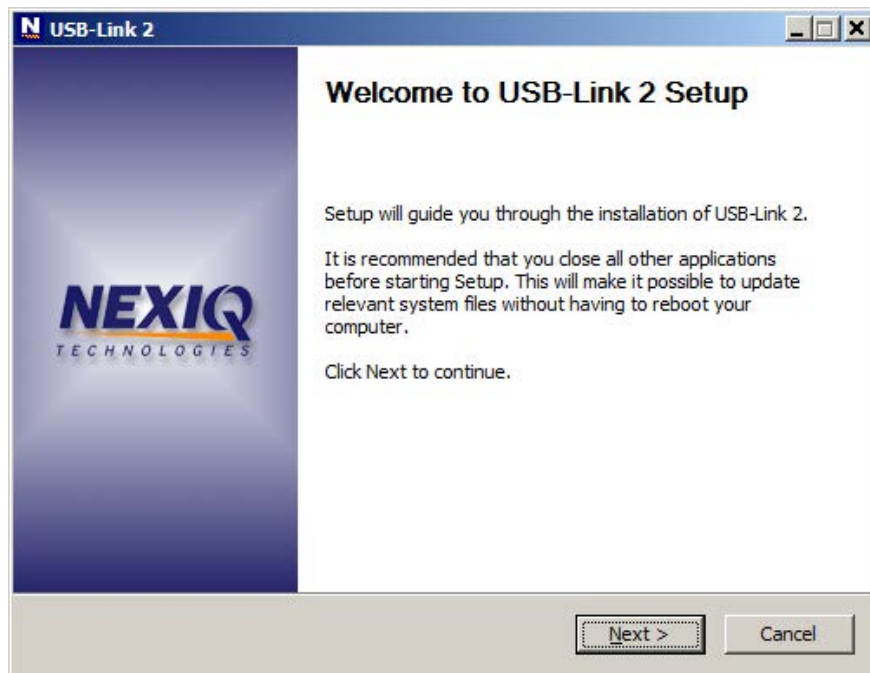 N USB-Link 2
Welcome to USB-Link 2 Setup
Setup will guide you through the installation of USB-Link 2.
It is recommended that you close all other applications
before starting Setup. This will make it possible to update
relevant system files without having to reboot your
computer.
Click Next to continue.
NEXIQ
TECHNOLOGIES
Next >
Cancel